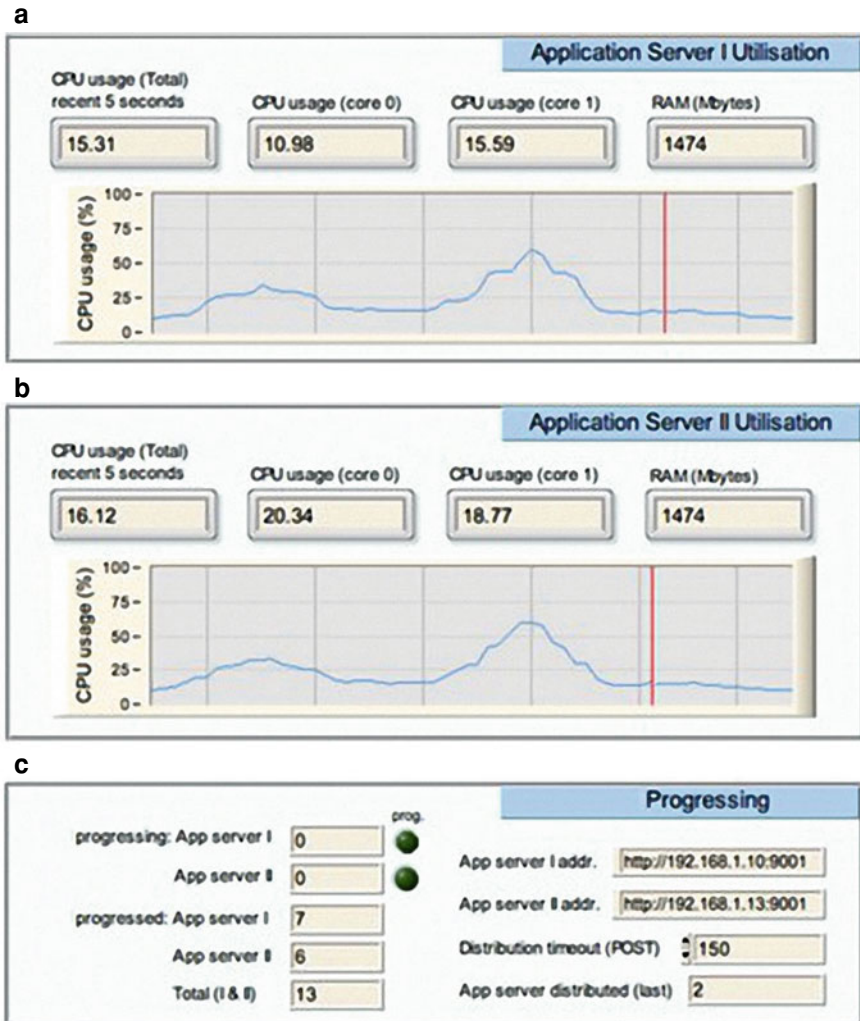 a
Application Server I Utilisation
CPU usage (Total)
recent 5 seconds
CPU usage (core 0)
CPU usage (core 1)
RAM (Mbytes)
15.31
10.98
15.59
1474
CPU usage (%)
100
75
50
25
0
b
Application Server II Utilisation
CPU usage (Total)
recent 5 seconds
CPU usage (core 0)
CPU usage (core 1)
RAM (Mbytes)
16.12
20.34
18.77
1474
CPU usage (%)
100
75
50
25
0
c
Progressing
prog.
progressing: App server I
0
App server II
0
progressed: App server I
7
App server II
6
Total (I & II)
13
App server I addr.
http://192.168.1.10:9001
App server II addr.
http://192.168.1.13:9001
Distribution timeout (POST)
150
App server distributed (last)
2